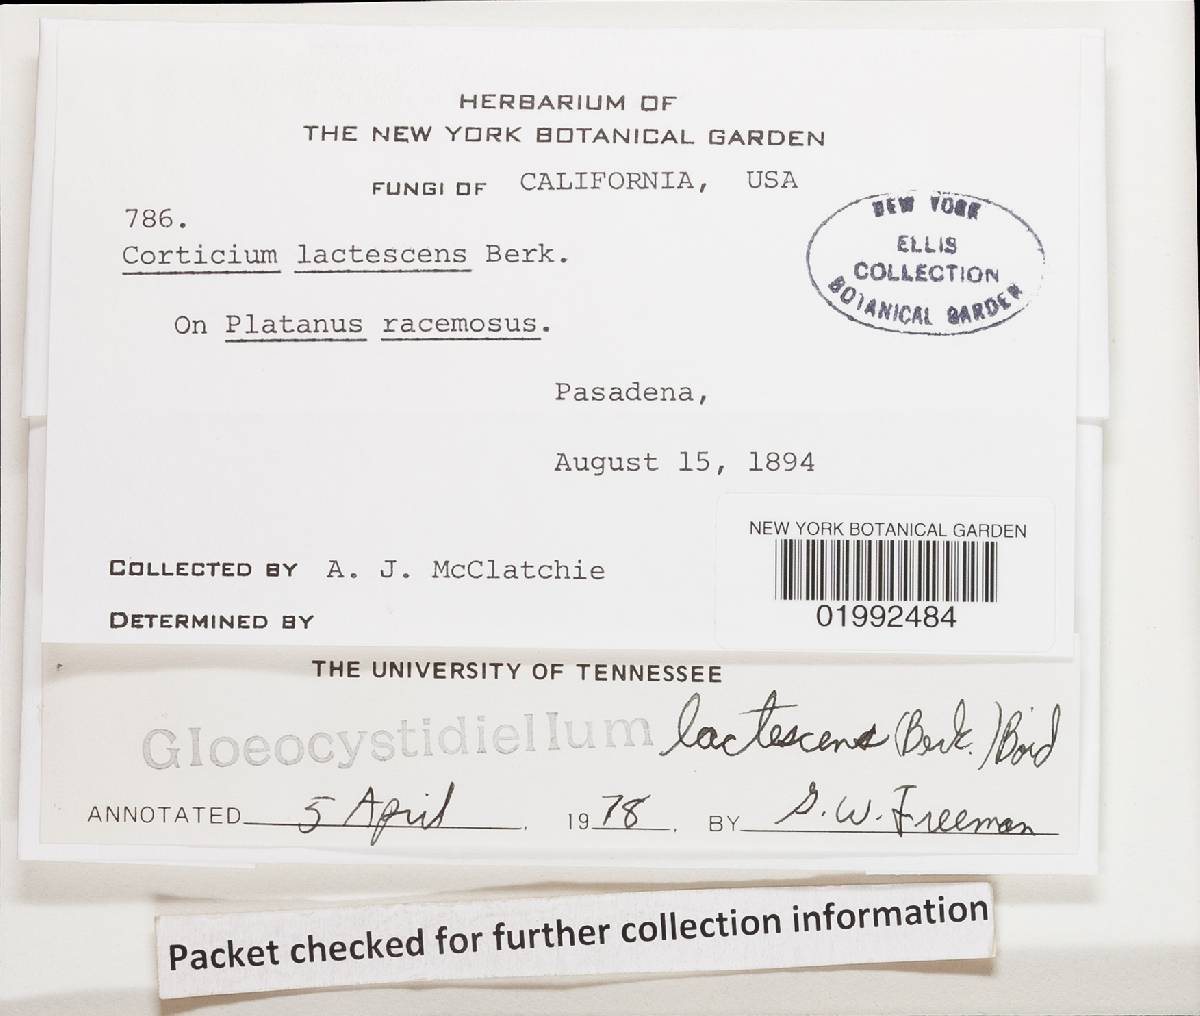 HERBARIUM OF
THE NEW YORK BOTANICAL GARDEN
FUNGI OF CALIFORNIA, USA
786.
Corticium lactescens Berk.
On Platanus racemosus.
Pasadena,
August 15, 1894
NEW YORK
ELLIS
COLLECTION
BOTANICAL GARDEN
NEW YORK BOTANICAL GARDEN
01992484
COLLECTED BY A. J. McClatchie
DETERMINED BY
THE UNIVERSITY OF TENNESSEE
Gloeocystidiellum lactescens (Berk.) Boid
ANNOTATED 5 April, 1978. BY G. W. Freeman
Packet checked for further collection information